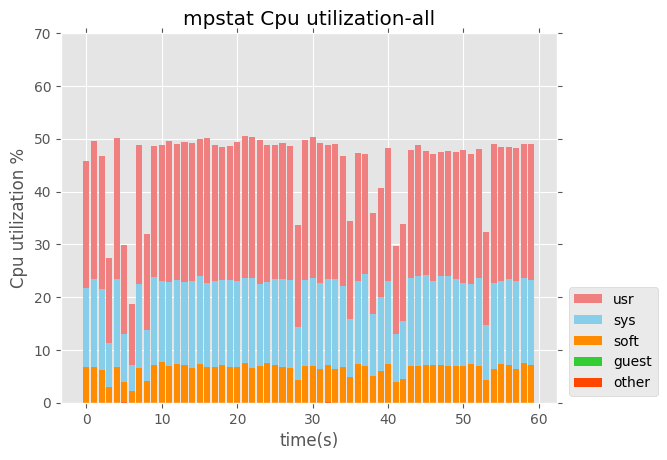 mpstat Cpu utilization-all
70
60
50
40
30
20
10
0
Cpu utilization %
0
10
20
30
40
50
60
time(s)
usr
sys
soft
guest
other